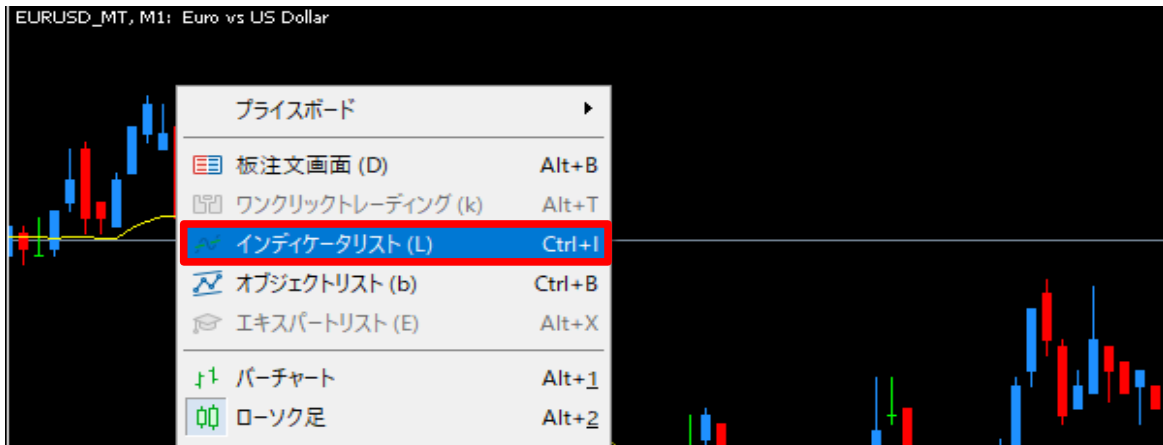 EURUSD_MT, M1: Euro vs US Dollar
プライスボード
板注文画面 (D) Alt+B
ワンクリックトレーディング (k) Alt+T
インディケータリスト (L) Ctrl+I
オブジェクトリスト (b) Ctrl+B
エキスパートリスト (E) Alt+X
バーチャート Alt+1
ローソク足 Alt+2